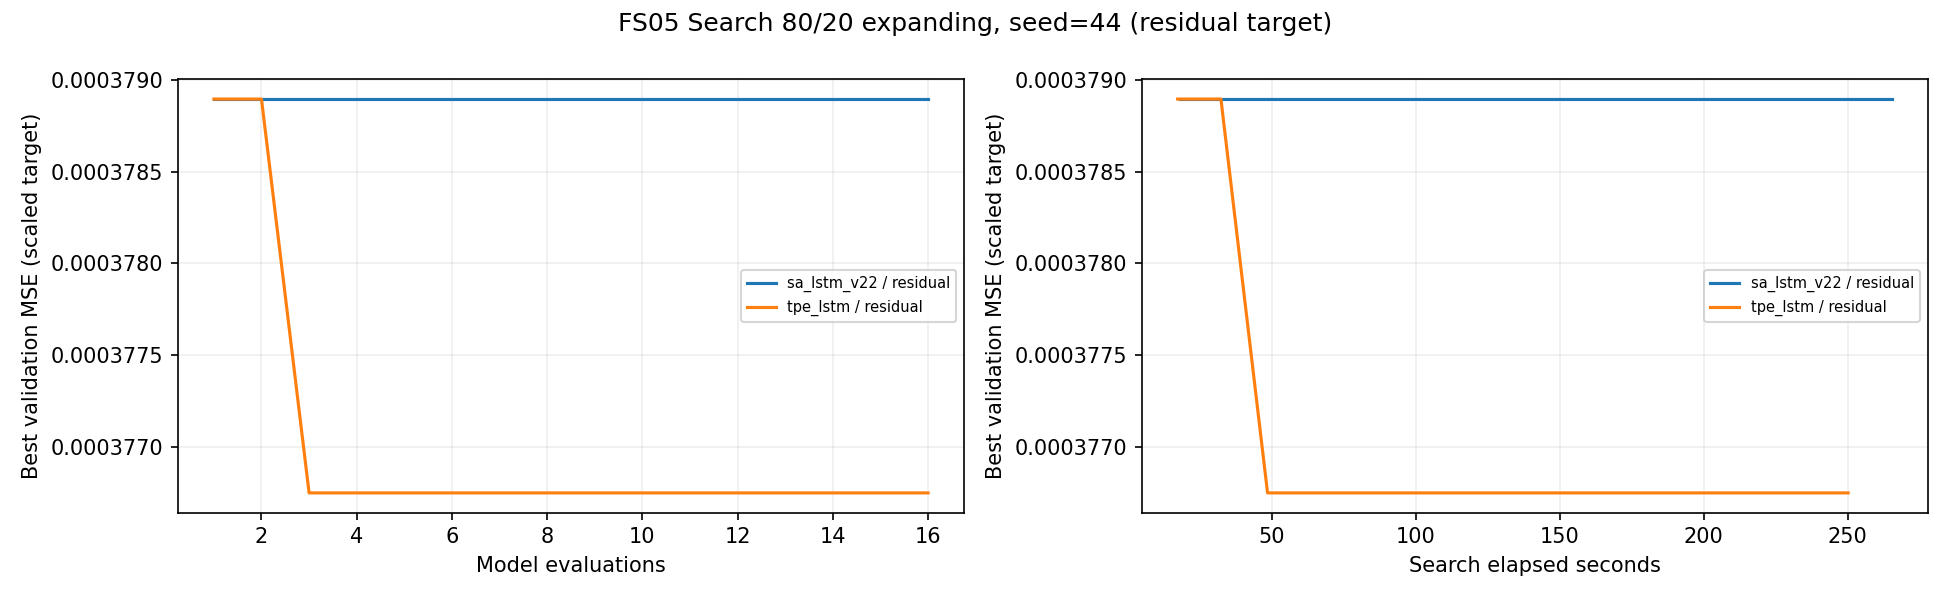 FS05 Search 80/20 expanding, seed=44 (residual target)
Best validation MSE (scaled target)
0.0003790
0.0003785
0.0003780
0.0003775
0.0003770
sa_lstm_v22 / residual
tpe_lstm / residual
2 4 6 8 10 12 14 16
Model evaluations
Best validation MSE (scaled target)
0.0003790
0.0003785
0.0003780
0.0003775
0.0003770
sa_lstm_v22 / residual
tpe_lstm / residual
50 100 150 200 250
Search elapsed seconds